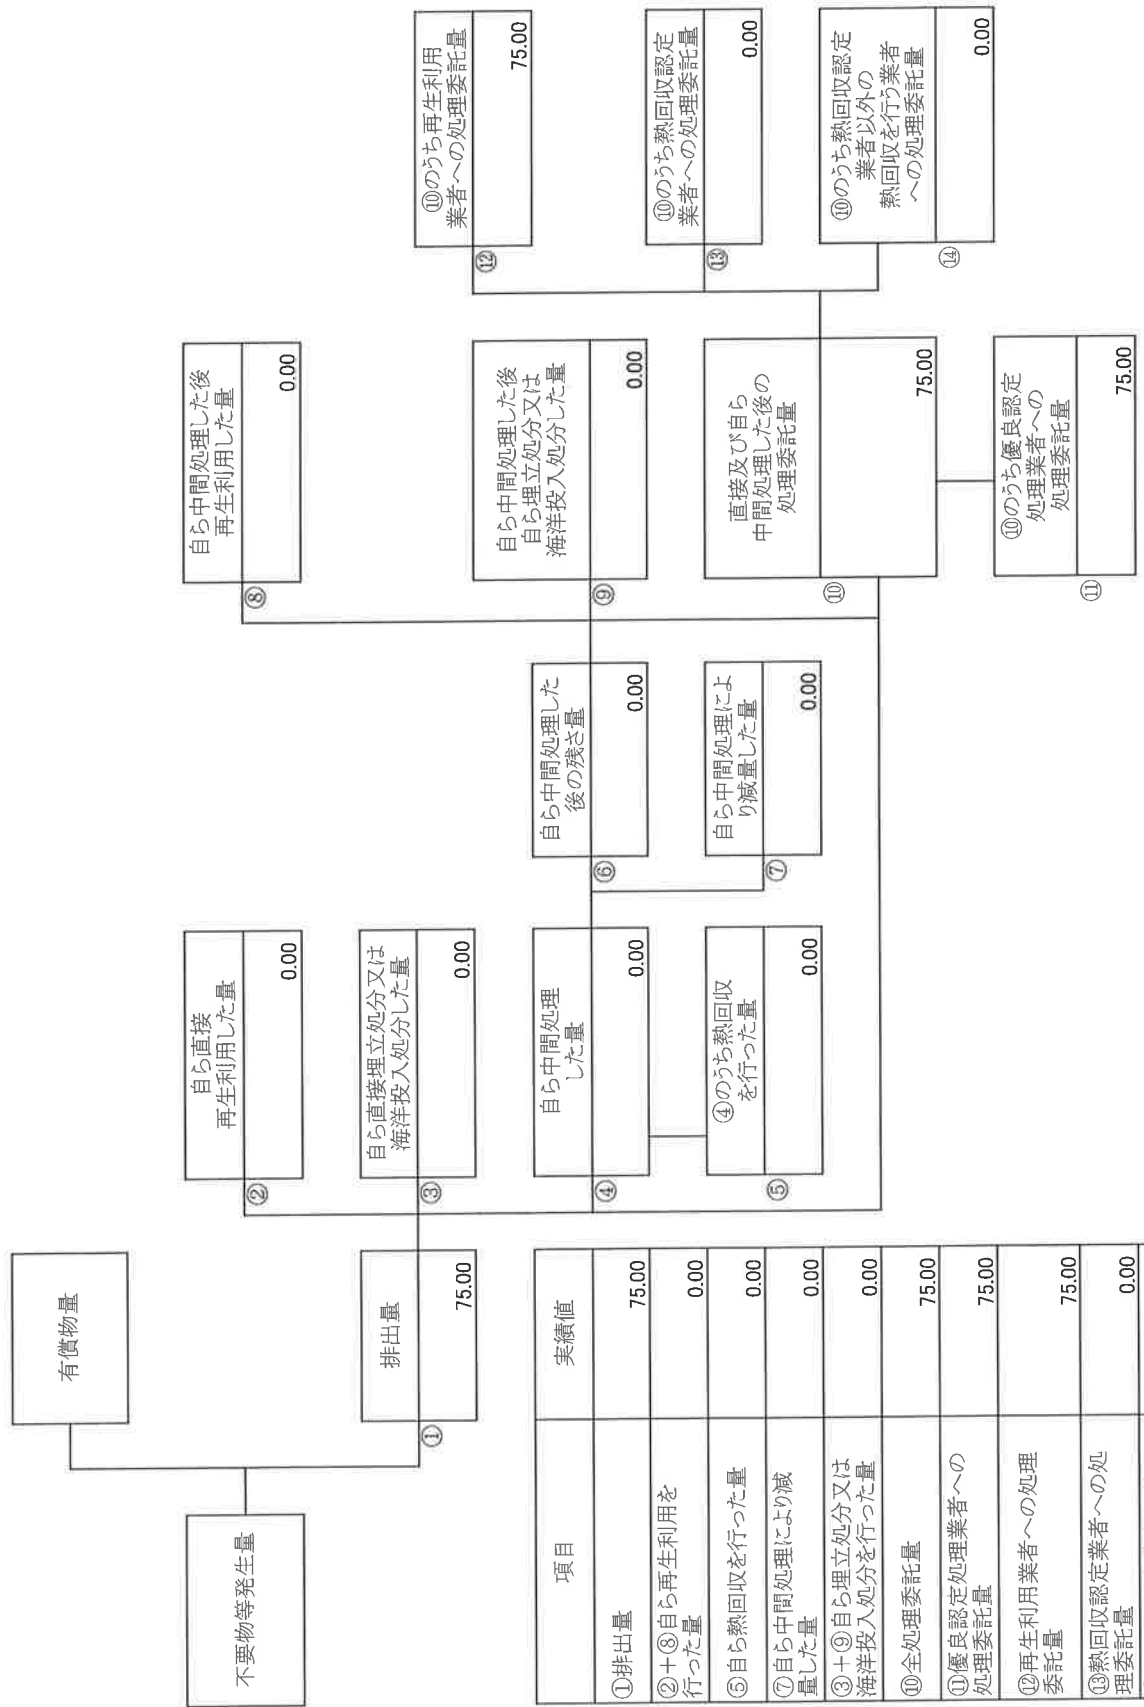 有償物量
不要物等発生量
排出量
①
75.00
自ら直接
再生利用した量
②
0.00
自ら直接埋立処分又は
海洋投入処分した量
③
0.00
自ら中間処理
した量
④
0.00
④のうち熱回収
を行った量
⑤
0.00
自ら中間処理した
後の残さ量
⑥
0.00
自ら中間処理によ
り減量した量
⑦
0.00
自ら中間処理した後
再生利用した量
⑧
0.00
自ら中間処理した後
自ら埋立処分又は
海洋投入処分した量
⑨
0.00
直接及び自ら
中間処理した後の
処理委託量
⑩
75.00
⑩のうち優良認定
処理業者への
処理委託量
⑪
75.00
⑩のうち再生利用
業者への処理委託量
⑫
75.00
⑩のうち熱回収認定
業者への処理委託量
⑬
0.00
⑩のうち熱回収認定
業者以外の
熱回収を行う業者
への処理委託量
⑭
0.00
項目 実績値
①排出量 75.00
②+⑧自ら再生利用を
行った量 0.00
⑤自ら熱回収を行った量 0.00
⑦自ら中間処理により減
量した量 0.00
③+⑨自ら埋立処分又は
海洋投入処分を行った量 0.00
⑩全処理委託量 75.00
⑪優良認定処理業者への
処理委託量 75.00
⑫再生利用業者への処理
委託量 75.00
⑬熱回収認定業者への処
理委託量 0.00